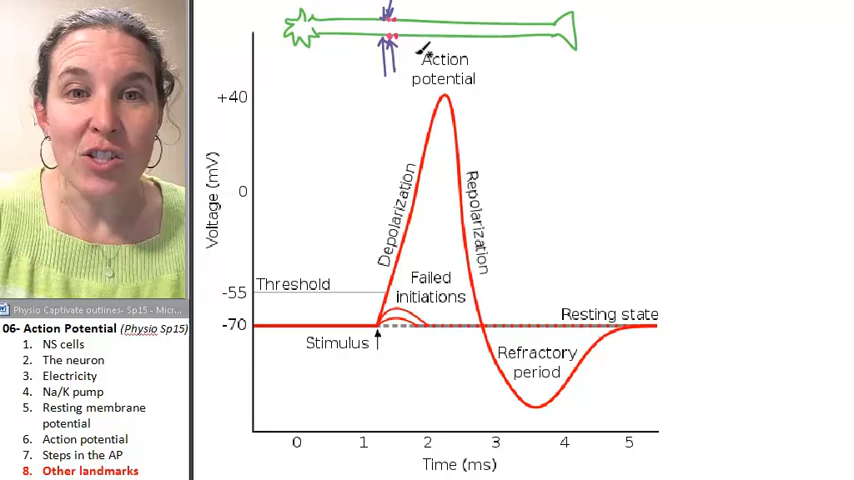 Action
potential
+40
Depolarization
Repolarization
0
Voltage (mV)
Failed
initiations
Threshold
-55
Resting state
-70
Stimulus
Refractory
period
0 1 2 3 4 5
Time (ms)
Physio Captivate outlines- Sp15 - Micr...
06- Action Potential (Physio Sp15)
1. NS cells
2. The neuron
3. Electricity
4. Na/K pump
5. Resting membrane
potential
6. Action potential
7. Steps in the AP
8. Other landmarks